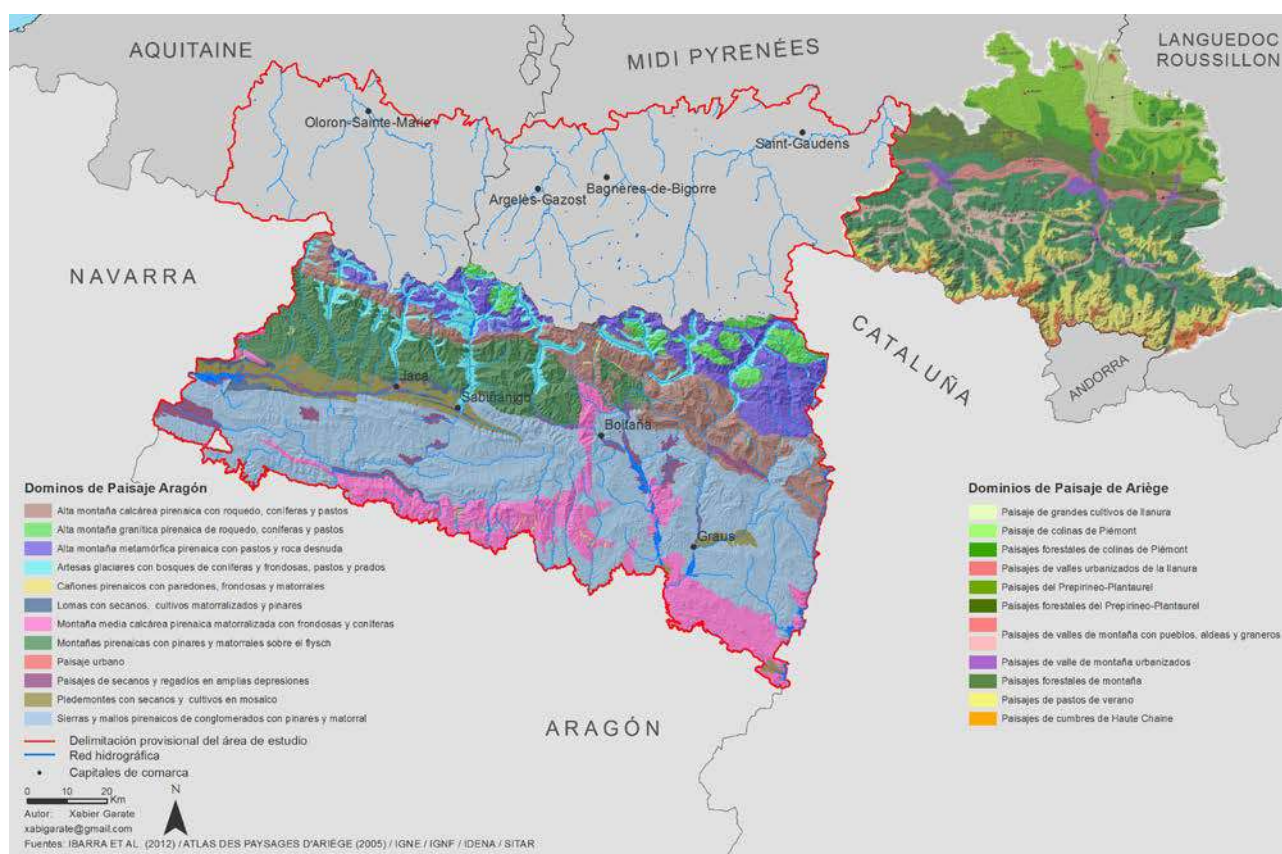 AQUITAINE
MIDI PYRENÉES
LANGUEDOC
ROUSSILLON
Oloron-Sainte-Marie
Saint-Gaudens
Bagnères-de-Bigorre
Argelès-Gazost
NAVARRA
CATALUÑA
ANDORRA
Jaca
Sabiñánigo
Boltaña
Graus
ARAGÓN
Dominos de Paisaje Aragón
Alta montaña calcárea pirenaica con roquedo, coníferas y pastos
Alta montaña granítica pirenaica de roquedo, coníferas y pastos
Alta montaña metamórfica pirenaica con pastos y roca desnuda
Artesas glaciares con bosques de coníferas y frondosas, pastos y prados
Cañones pirenaicos con paredones, frondosas y matorrales
Lomas con secanos, cultivos matorralizados y pinares
Montaña media calcárea pirenaica matorralizada con frondosas y coníferas
Montañas pirenaicas con pinares y matorrales sobre el flysch
Paisaje urbano
Paisajes de secanos y regadíos en amplias depresiones
Piedemontes con secanos y cultivos en mosaico
Sierras y mallos pirenaicos de conglomerados con pinares y matorral
Delimitación provisional del área de estudio
Red hidrográfica
Capitales de comarca
0 10 20
Km
N
Autor: Xabier Garate
xabigarate@gmail.com
Fuentes: IBARRA ET AL. (2012) / ATLAS DES PAYSAGES D'ARIÈGE (2005) / IGNE / IGNF / IDENA / SITAR
Dominios de Paisaje de Ariège
Paisaje de grandes cultivos de llanura
Paisaje de colinas de Piémont
Paisajes forestales de colinas de Piémont
Paisajes de valles urbanizados de la llanura
Paisajes del Prepirineo-Plantaurel
Paisajes forestales del Prepirineo-Plantaurel
Paisajes de valles de montaña con pueblos, aldeas y graneros
Paisajes de valle de montaña urbanizados
Paisajes forestales de montaña
Paisajes de pastos de verano
Paisajes de cumbres de Haute Chaine